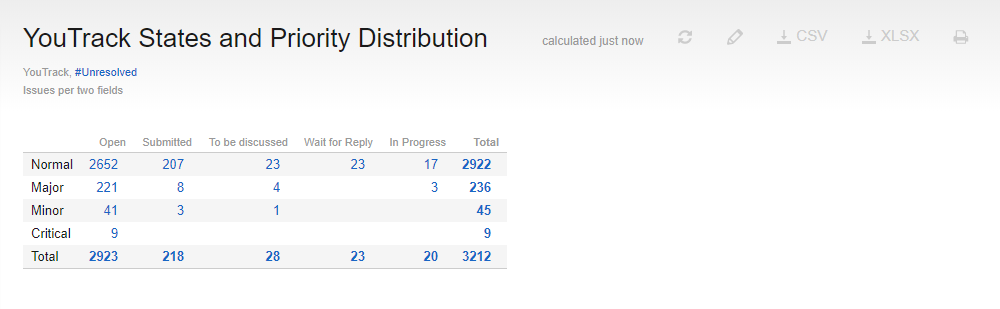 YouTrack States and Priority Distribution
calculated just now
CSV
XLSX
YouTrack, #Unresolved
Issues per two fields
Open Submitted To be discussed Wait for Reply In Progress Total
Normal 2652 207 23 23 17 2922
Major 221 8 4 3 236
Minor 41 3 1 45
Critical 9 9
Total 2923 218 28 23 20 3212